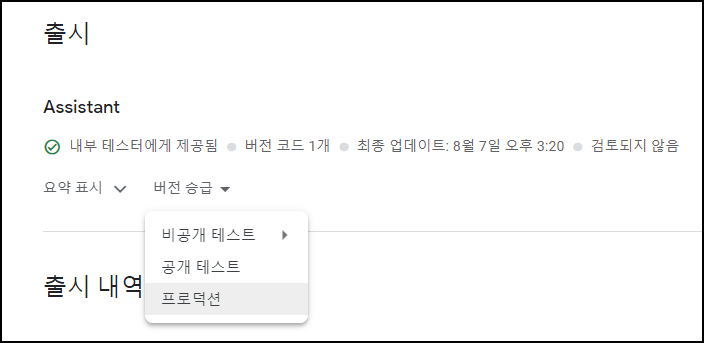 출시
Assistant
내부 테스터에게 제공됨 버전 코드 1개 최종 업데이트: 8월 7일 오후 3:20 검토되지 않음
요약 표시 버전 승급
비공개 테스트
공개 테스트
프로덕션
출시 내역